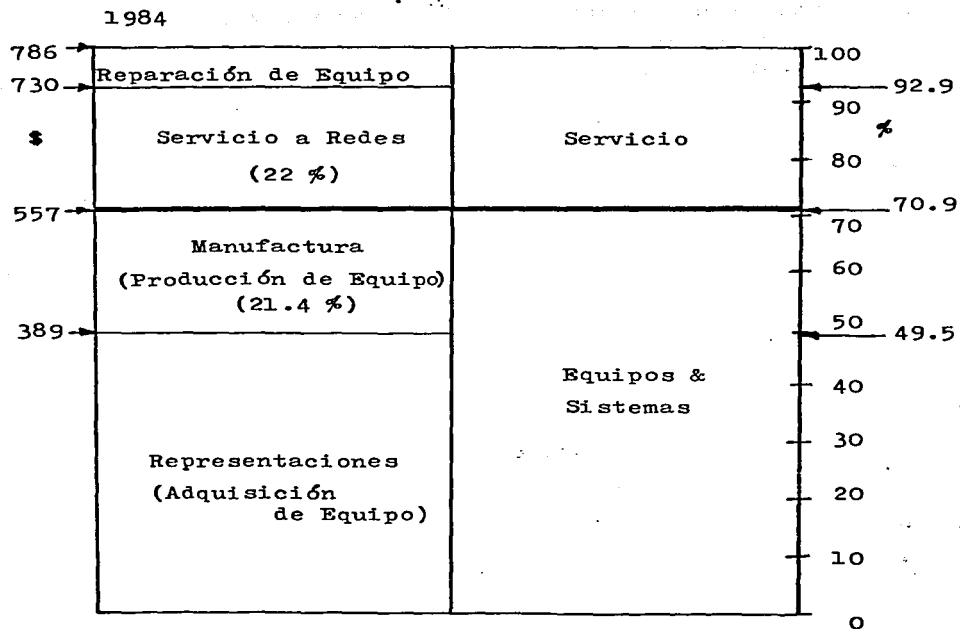 1984
786
100
Reparación de Equipo
730
92.9
90
$
Servicio a Redes
Servicio
%
(22 %)
80
557
70.9
70
Manufactura
(Producción de Equipo)
60
(21.4 %)
50
389
49.5
Equipos &
40
Sistemas
30
Representaciones
(Adquisición
20
de Equipo)
10
0